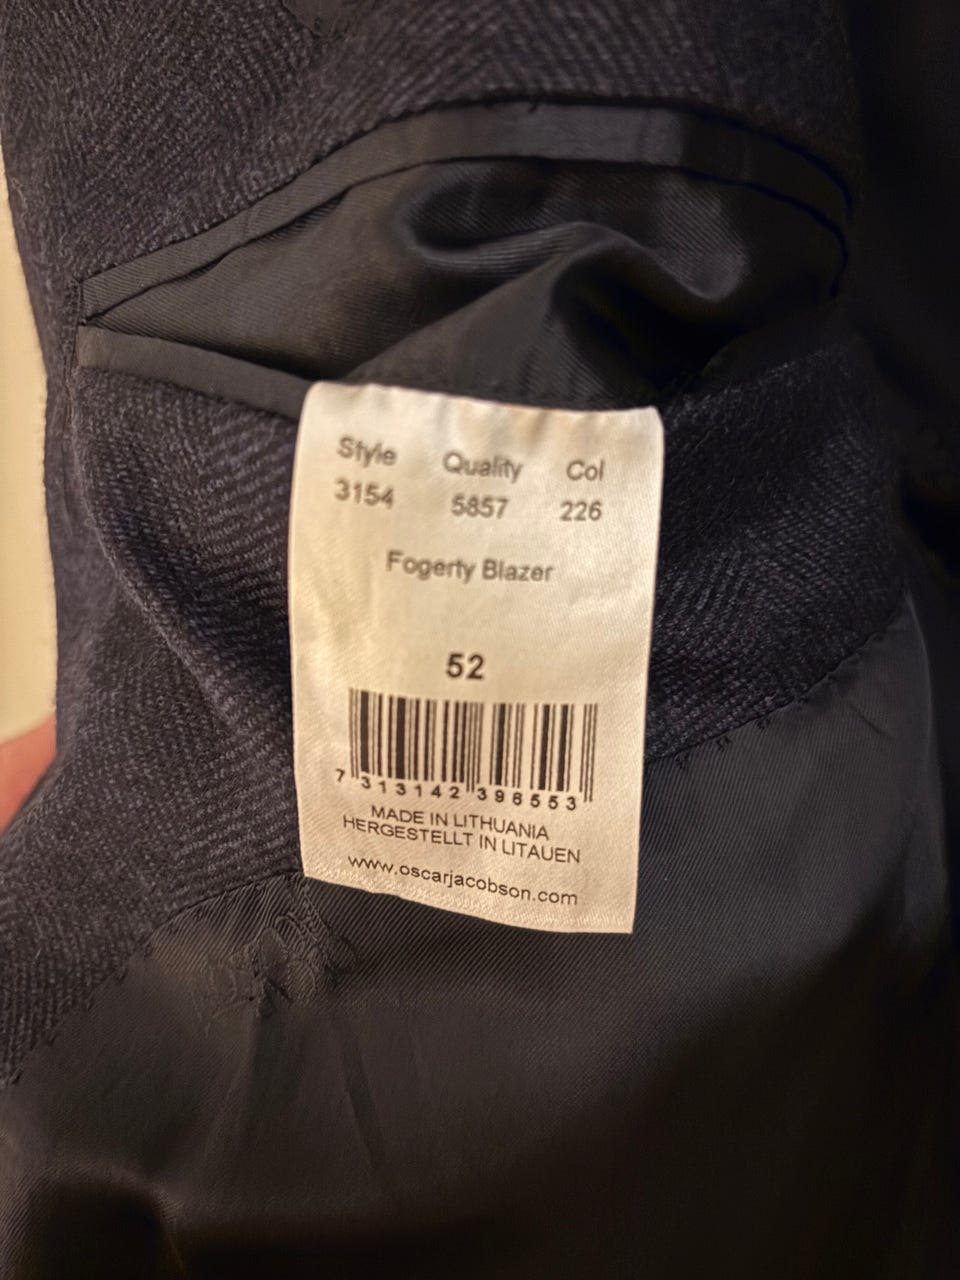 Style Quality Col
3154 5857 226
Fogerty Blazer
52
7 313142 396553
MADE IN LITHUANIA
HERGESTELLT IN LITAUEN
www.oscarjacobson.com